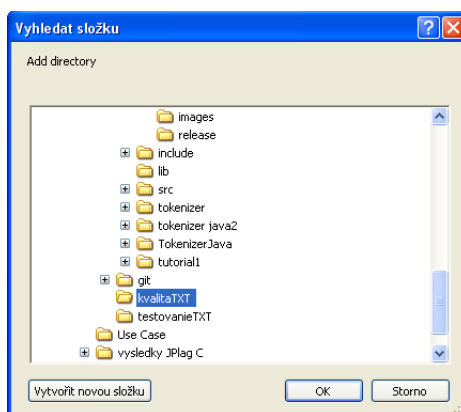 Vyhledat složku
Add directory
images
release
include
lib
src
tokenizer
tokenizer java2
TokenizerJava
tutorial1
git
kvalitaTXT
testovanieTXT
Use Case
vysledky JPlag C
Vytvořit novou složku OK Storno